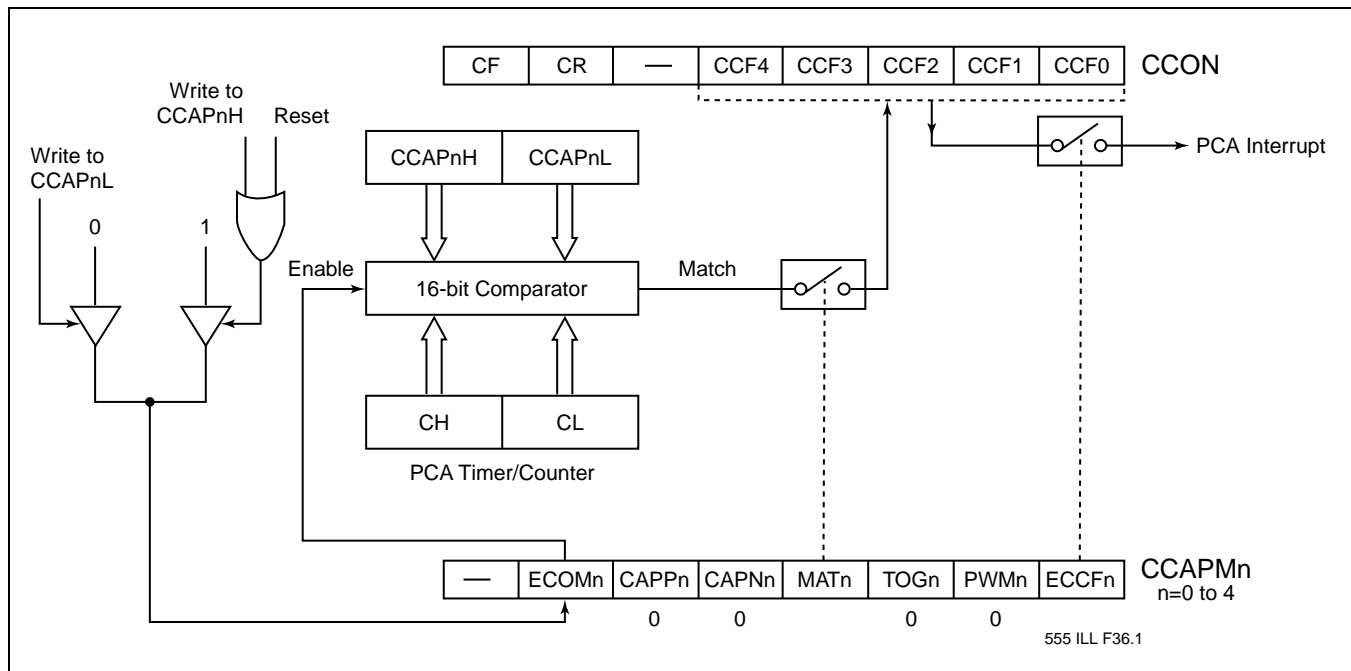 CF CR — CCF4 CCF3 CCF2 CCF1 CCF0 CCON
Write to
CCAPnH
Reset
Write to
CCAPnL
0 1
CCAPnH CCAPnL
PCA Interrupt
Enable
16-bit Comparator
Match
CH CL
PCA Timer/Counter
— ECOMn CAPPn CAPNn MATn TOGn PWMn ECCFn CCAPMn
n=0 to 4
0 0 0 0
555 ILL F36.1